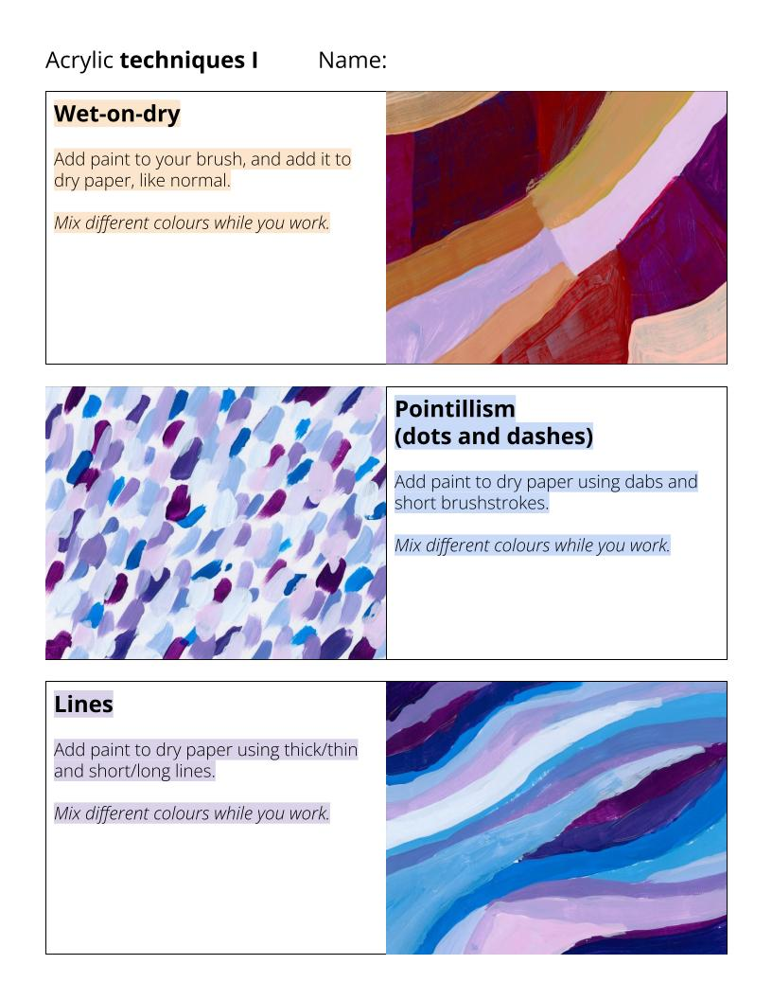 Acrylic techniques I Name:
Wet-on-dry
Add paint to your brush, and add it to
dry paper, like normal.
Mix different colours while you work.
Pointillism
(dots and dashes)
Add paint to dry paper using dabs and
short brushstrokes.
Mix different colours while you work.
Lines
Add paint to dry paper using thick/thin
and short/long lines.
Mix different colours while you work.